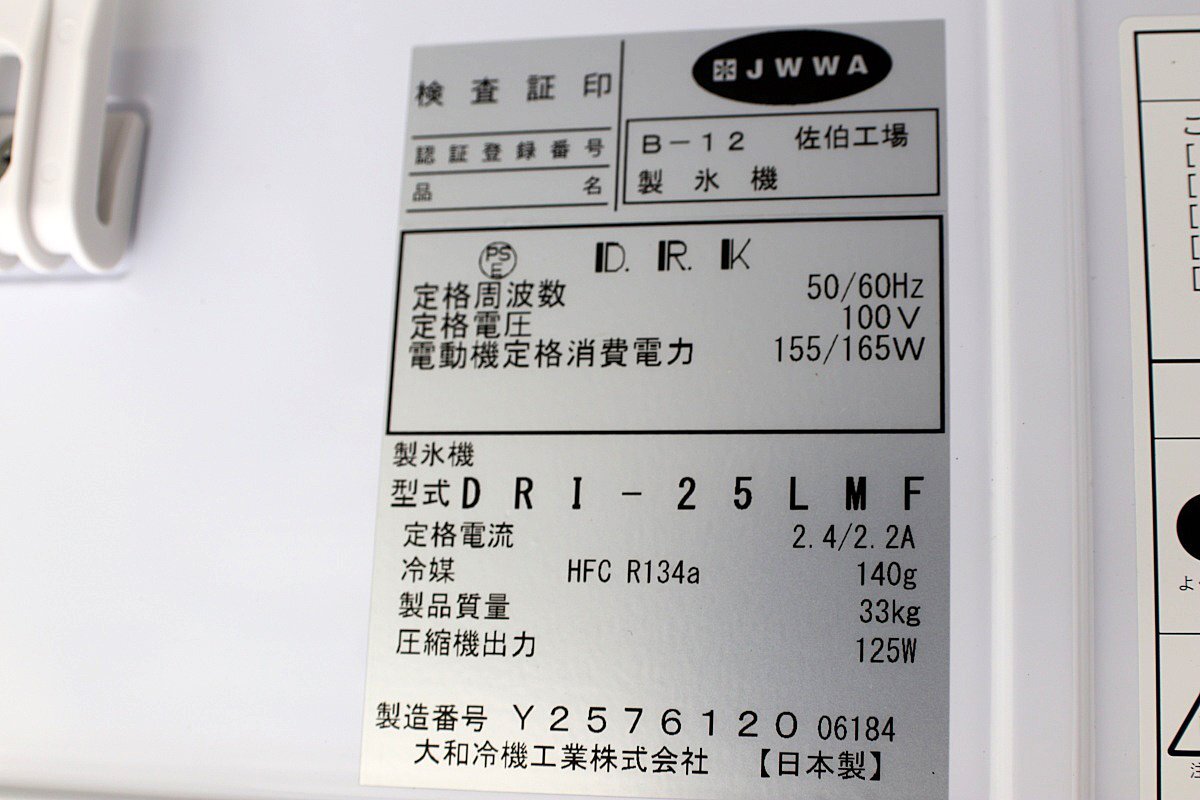 検査証印
JWWA
認証登録番号
B-12 佐伯工場
品名
製氷機
PSE D.R.K
定格周波数 50/60Hz
定格電圧 100V
電動機定格消費電力 155/165W
製氷機
型式 DRI-25LMF
定格電流 2.4/2.2A
冷媒 HFC R134a 140g
製品質量 33kg
圧縮機出力 125W
製造番号 Y2576120 06184
大和冷機工業株式会社 【日本製】